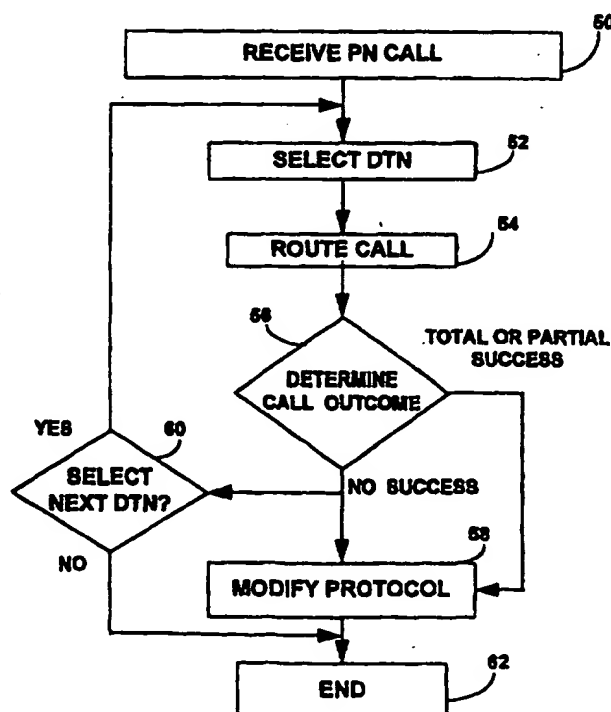 50
RECEIVE PN CALL
52
SELECT DTN
54
ROUTE CALL
56
TOTAL OR PARTIAL
SUCCESS
DETERMINE
CALL OUTCOME
YES
60
SELECT
NEXT DTN?
NO SUCCESS
NO
58
MODIFY PROTOCOL
62
END